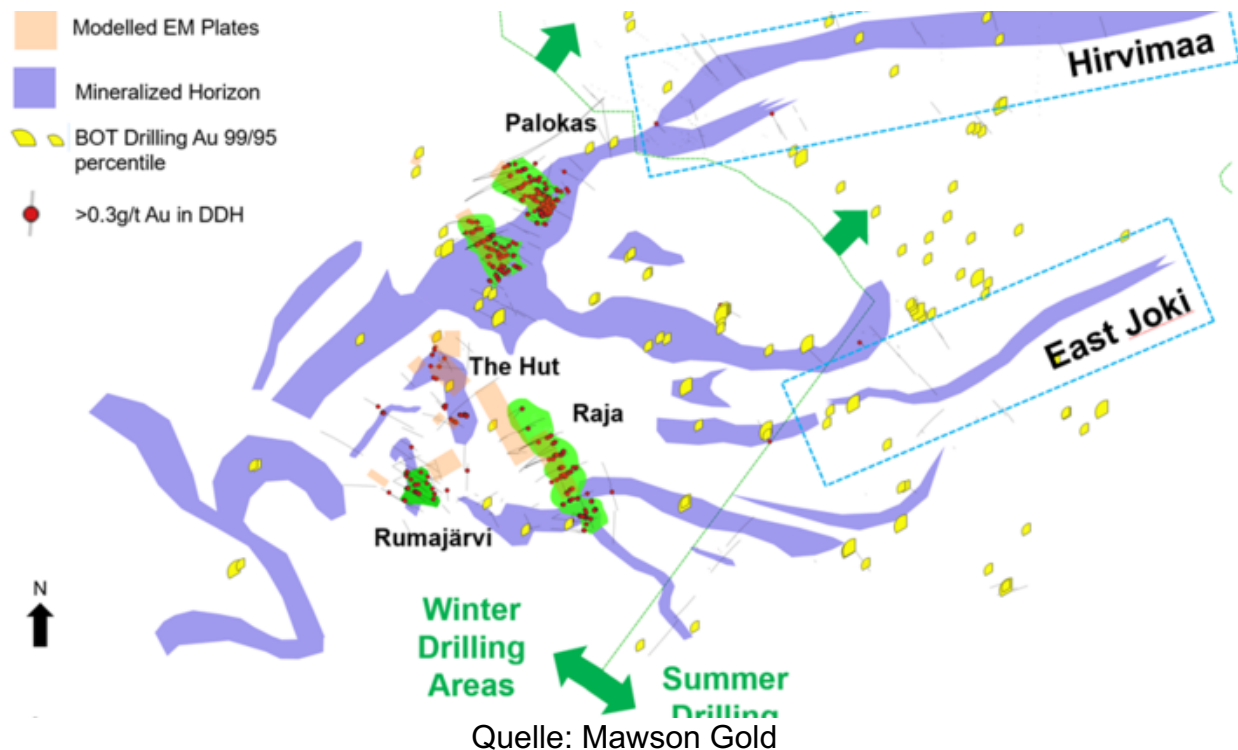 Modelled EM Plates
Mineralized Horizon
BOT Drilling Au 99/95
percentile
>0.3g/t Au in DDH
Hirvimaa
Palokas
East Joki
The Hut
Raja
Rumajärvi
N
Winter
Drilling
Areas
Summer
Drilling
Quelle: Mawson Gold